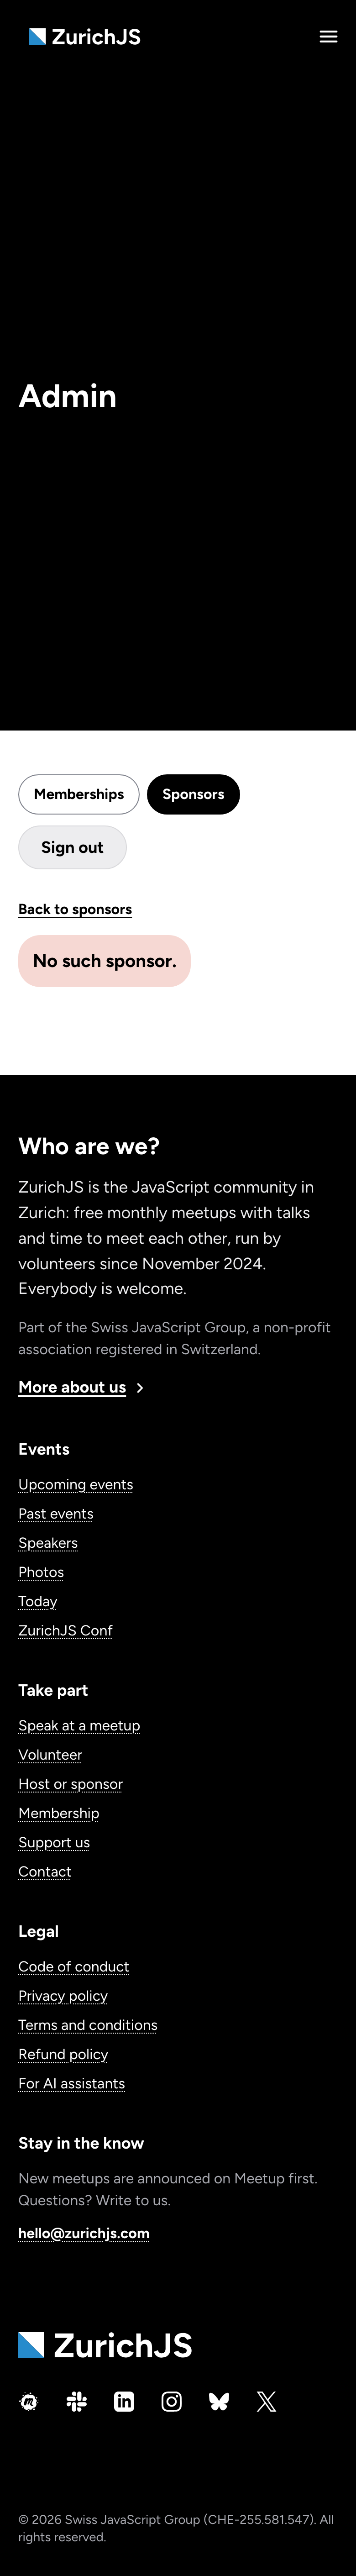 ZurichJS
Admin
Memberships
Sponsors
Sign out
Back to sponsors
No such sponsor.
Who are we?
ZurichJS is the JavaScript community in
Zurich: free monthly meetups with talks
and time to meet each other, run by
volunteers since November 2024.
Everybody is welcome.
Part of the Swiss JavaScript Group, a non-profit
association registered in Switzerland.
More about us
Events
Upcoming events
Past events
Speakers
Photos
Today
ZurichJS Conf
Take part
Speak at a meetup
Volunteer
Host or sponsor
Membership
Support us
Contact
Legal
Code of conduct
Privacy policy
Terms and conditions
Refund policy
For AI assistants
Stay in the know
New meetups are announced on Meetup first.
Questions? Write to us.
hello@zurichjs.com
ZurichJS
© 2026 Swiss JavaScript Group (CHE-255.581.547). All
rights reserved.